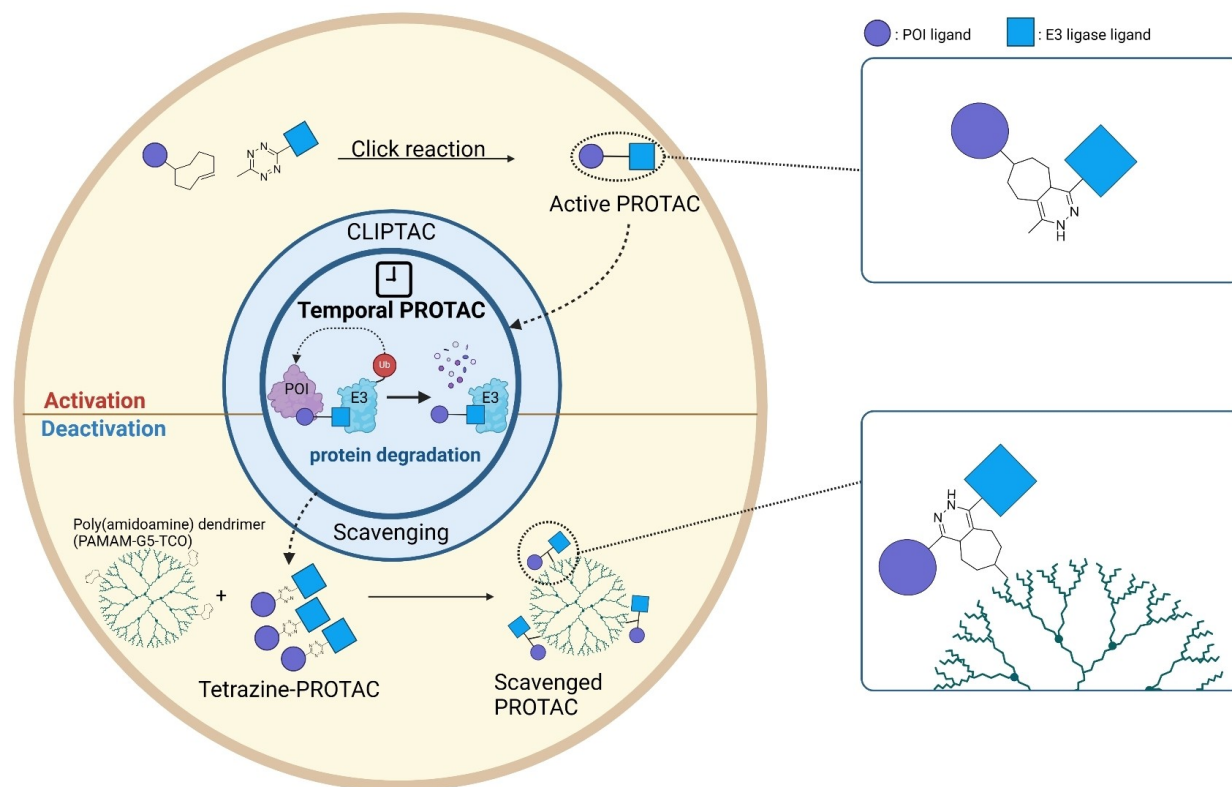 : POI ligand
: E3 ligase ligand
Click reaction
Active PROTAC
CLIPTAC
Temporal PROTAC
Ub
POI
E3
E3
protein degradation
Activation
Deactivation
Scavenging
Poly(amidoamine) dendrimer
(PAMAM-G5-TCO)
+
Tetrazine-PROTAC
Scavenged
PROTAC
N
N
N
N
N
N
H
H
N
N